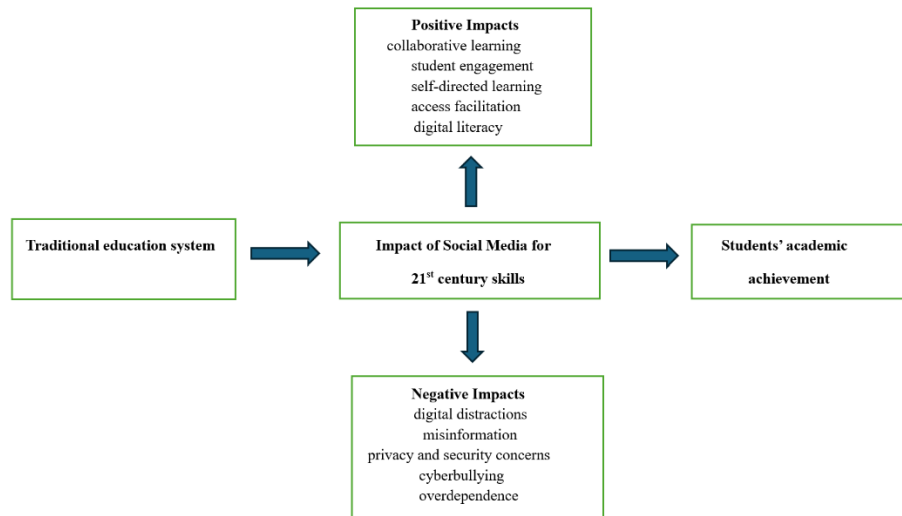 Positive Impacts
collaborative learning
student engagement
self-directed learning
access facilitation
digital literacy
Traditional education system
Impact of Social Media for
21st century skills
Students’ academic
achievement
Negative Impacts
digital distractions
misinformation
privacy and security concerns
cyberbullying
overdependence